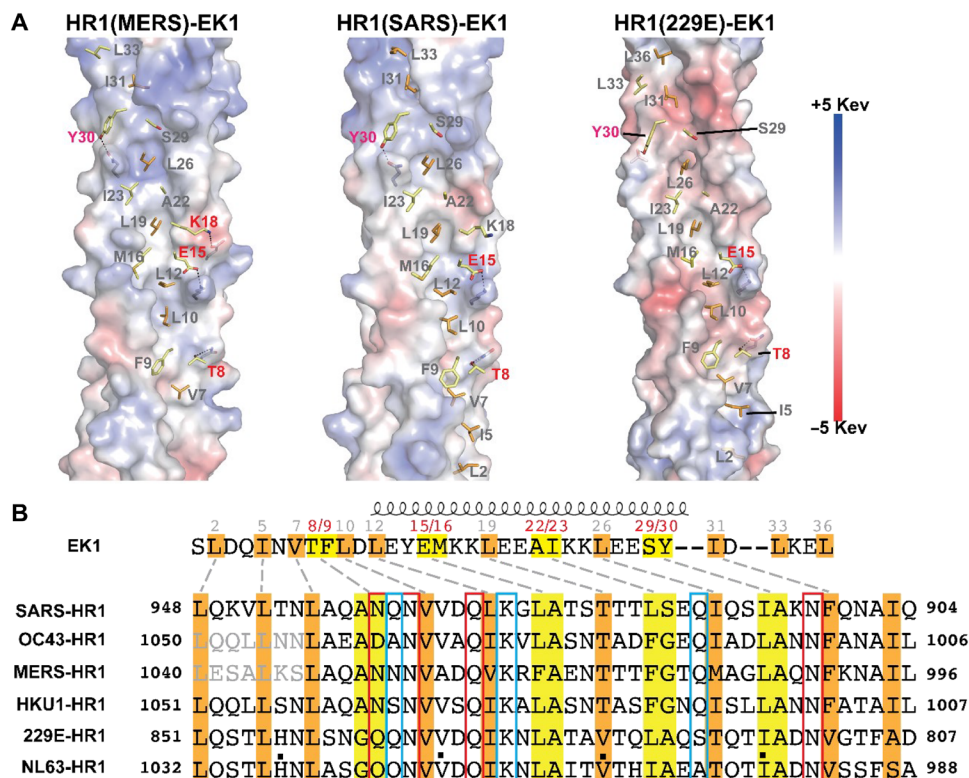 A
HR1(MERS)-EK1
HR1(SARS)-EK1
HR1(229E)-EK1
L33
I31
Y30
S29
L26
I23
A22
L19
K18
M16
E15
L12
L10
F9
T8
V7
L33
I31
Y30
S29
L26
I23
A22
L19
K18
M16
E15
L12
L10
F9
T8
V7
I5
L2
L36
L33
I31
Y30
S29
L26
I23
A22
L19
M16
E15
L12
L10
F9
T8
V7
I5
L2
+5 Kev
−5 Kev
B
2 5 7 8/9 10 12 15/16 19 22/23 26 29/30 31 33 36
EK1 SLDQINVTFLDLEYEMKKLEEAIKKLEESY--ID--LKEL
SARS-HR1 948 LQKVLTNLAQANQNVVDQLKGLATSTTTLSEQIQSIAKNFQNAIQ 904
OC43-HR1 1050 LQQLLNNLAEADANVVAQIKVLASNTADFGEQIADLANNFANAIL 1006
MERS-HR1 1040 LESALKSLAQANNNVADQVKRFAENTTTFGTQMAGLAQNFKNAIL 996
HKU1-HR1 1051 LQQLLSNLAQANSNVVSQIKVLASSTTSFGNQISLLANNFATAIL 1007
229E-HR1 851 LQSTLHNLSNGQQNVVDQIKNLATAVTQLAQSTQTIADNVGTFAD 807
NL63-HR1 1032 LQSTLHNLASGQQNVVDQLKNLAITVTHIAEATQTIADNVSSFSA 988